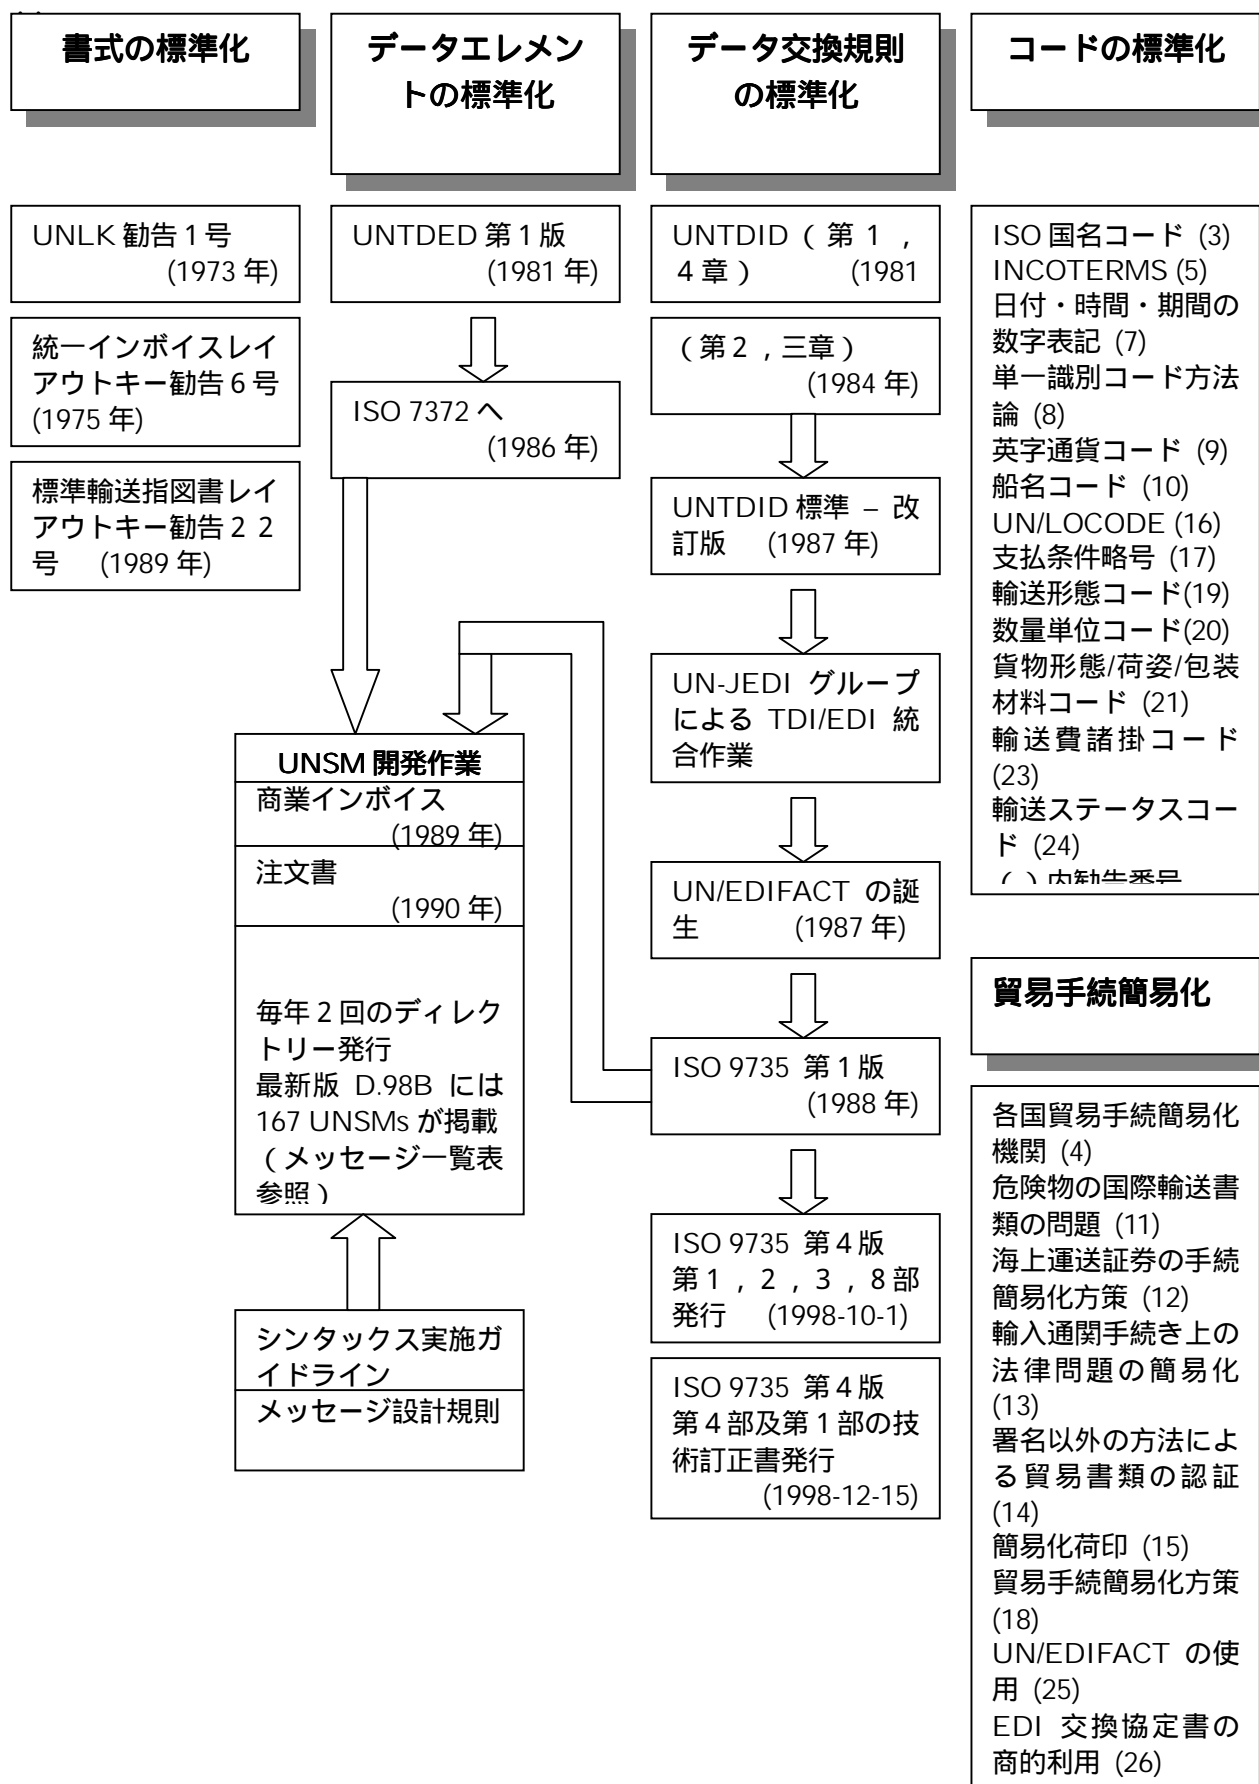 書式の標準化
データエレメン
トの標準化
データ交換規則
の標準化
コードの標準化
UNLK 勧告1号
(1973 年)
統一インボイスレイ
アウトキー勧告6号
(1975 年)
標準輸送指図書レイ
アウトキー勧告22
号 (1989 年)
UNTDED 第1版
(1981 年)
ISO 7372 へ
(1986 年)
UNSM 開発作業
商業インボイス
(1989 年)
注文書
(1990 年)
毎年2回のディレク
トリー発行
最新版 D.98B には
167 UNSMs が掲載
(メッセージ一覧表
参照)
シンタックス実施ガ
イドライン
メッセージ設計規則
UNTDID (第1,
4章) (1981
(第2,三章)
(1984 年)
UNTDID 標準 – 改
訂版 (1987 年)
UN-JEDI グループ
による TDI/EDI 統
合作業
UN/EDIFACT の誕
生 (1987 年)
ISO 9735 第1版
(1988 年)
ISO 9735 第4版
第1,2,3,8部
発行 (1998-10-1)
ISO 9735 第4版
第4部及第1部の技
術訂正書発行
(1998-12-15)
ISO 国名コード (3)
INCOTERMS (5)
日付・時間・期間の
数字表記 (7)
単一識別コード方法
論 (8)
英字通貨コード (9)
船名コード (10)
UN/LOCODE (16)
支払条件略号 (17)
輸送形態コード(19)
数量単位コード(20)
貨物形態/荷姿/包装
材料コード (21)
輸送費諸掛コード
(23)
輸送ステータスコー
ド (24)
( )内勧告番号
貿易手続簡易化
各国貿易手続簡易化
機関 (4)
危険物の国際輸送書
類の問題 (11)
海上運送証券の手続
簡易化方策 (12)
輸入通関手続き上の
法律問題の簡易化
(13)
署名以外の方法によ
る貿易書類の認証
(14)
簡易化荷印 (15)
貿易手続簡易化方策
(18)
UN/EDIFACT の使
用 (25)
EDI 交換協定書の
商的利用 (26)